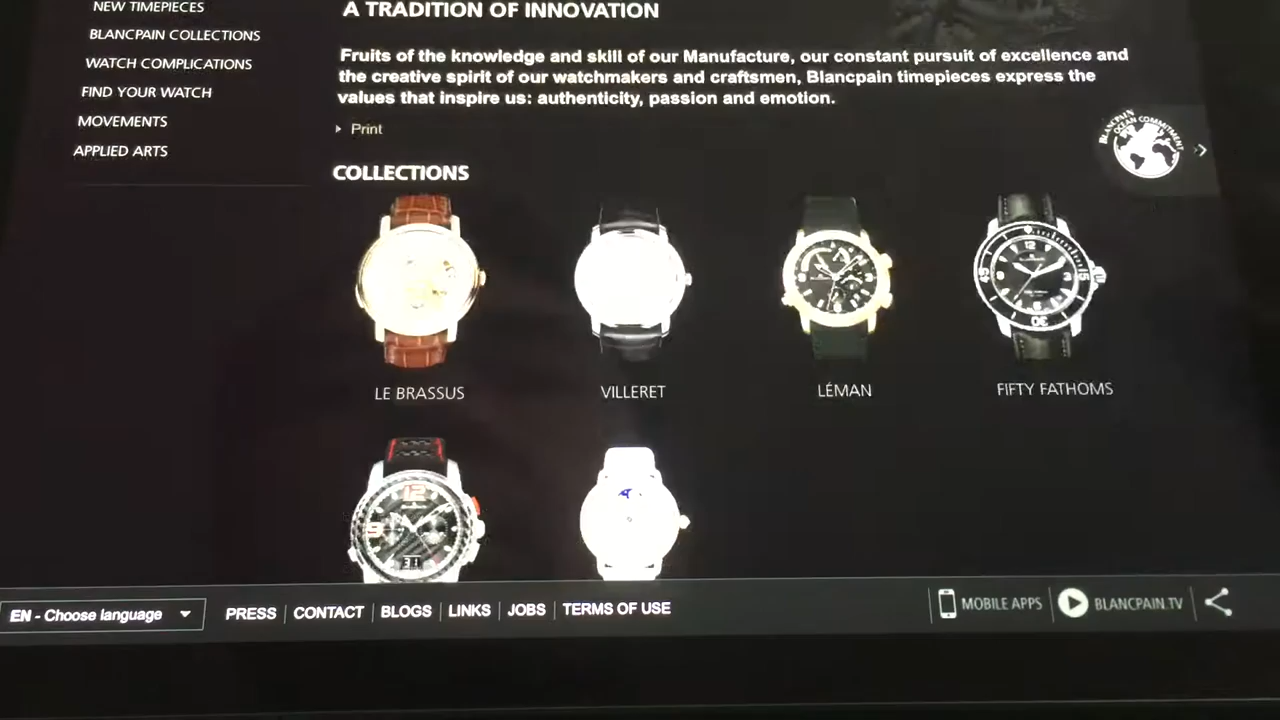 NEW TIMEPIECES
BLANCPAIN COLLECTIONS
WATCH COMPLICATIONS
FIND YOUR WATCH
MOVEMENTS
APPLIED ARTS
A TRADITION OF INNOVATION
Fruits of the knowledge and skill of our Manufacture, our constant pursuit of excellence and
the creative spirit of our watchmakers and craftsmen, Blancpain timepieces express the
values that inspire us: authenticity, passion and emotion.
Print
BLANCPAIN OCEAN COMMITMENT
COLLECTIONS
LE BRASSUS
VILLERET
LÉMAN
FIFTY FATHOMS
EN - Choose language
PRESS
CONTACT
BLOGS
LINKS
JOBS
TERMS OF USE
MOBILE APPS
BLANCPAIN.TV